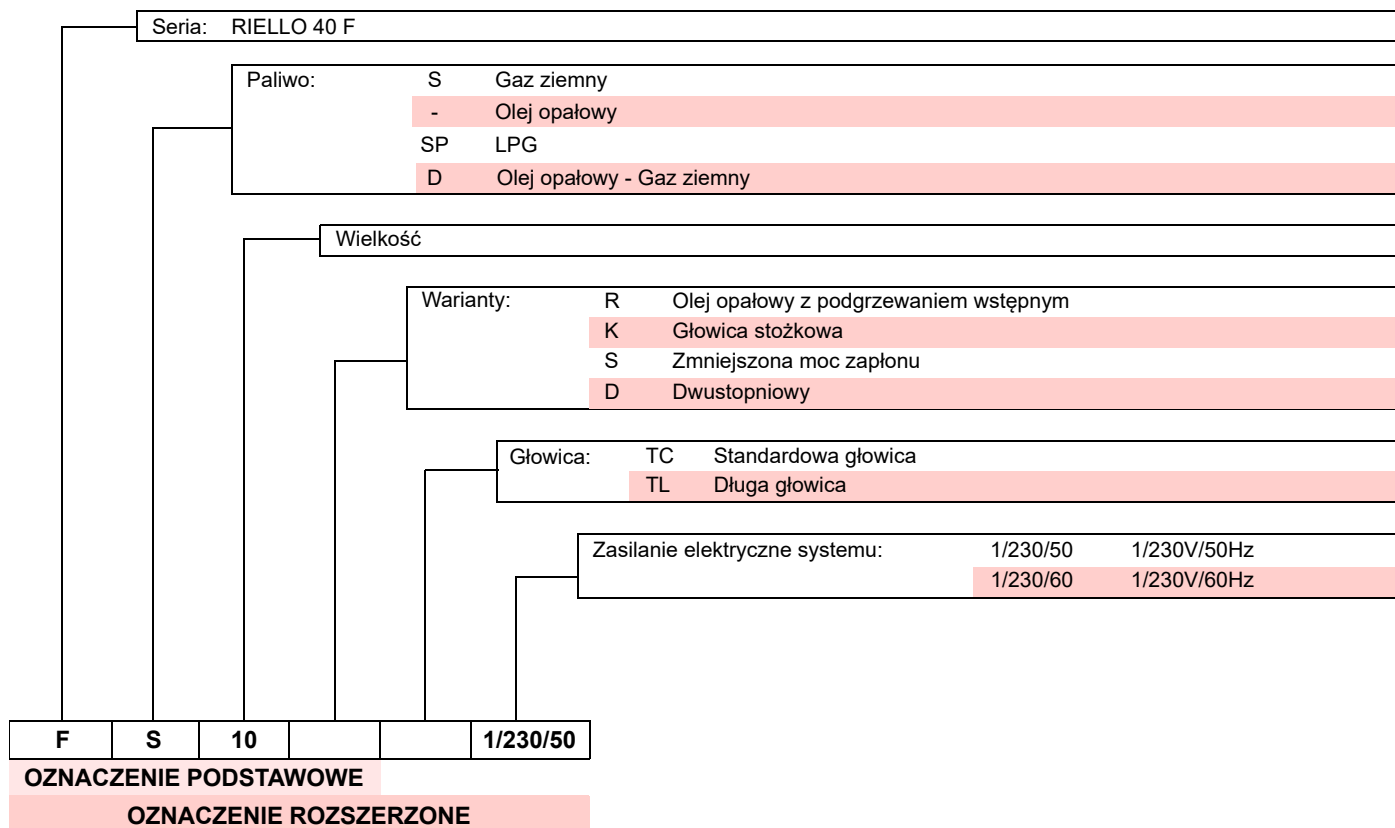 Seria: RIELLO 40 F
Paliwo: S Gaz ziemny
- Olej opałowy
SP LPG
D Olej opałowy - Gaz ziemny
Wielkość
Warianty: R Olej opałowy z podgrzewaniem wstępnym
K Głowica stożkowa
S Zmniejszona moc zapłonu
D Dwustopniowy
Głowica: TC Standardowa głowica
TL Długa głowica
Zasilanie elektryczne systemu: 1/230/50 1/230V/50Hz
1/230/60 1/230V/60Hz
F S 10 1/230/50
OZNACZENIE PODSTAWOWE
OZNACZENIE ROZSZERZONE